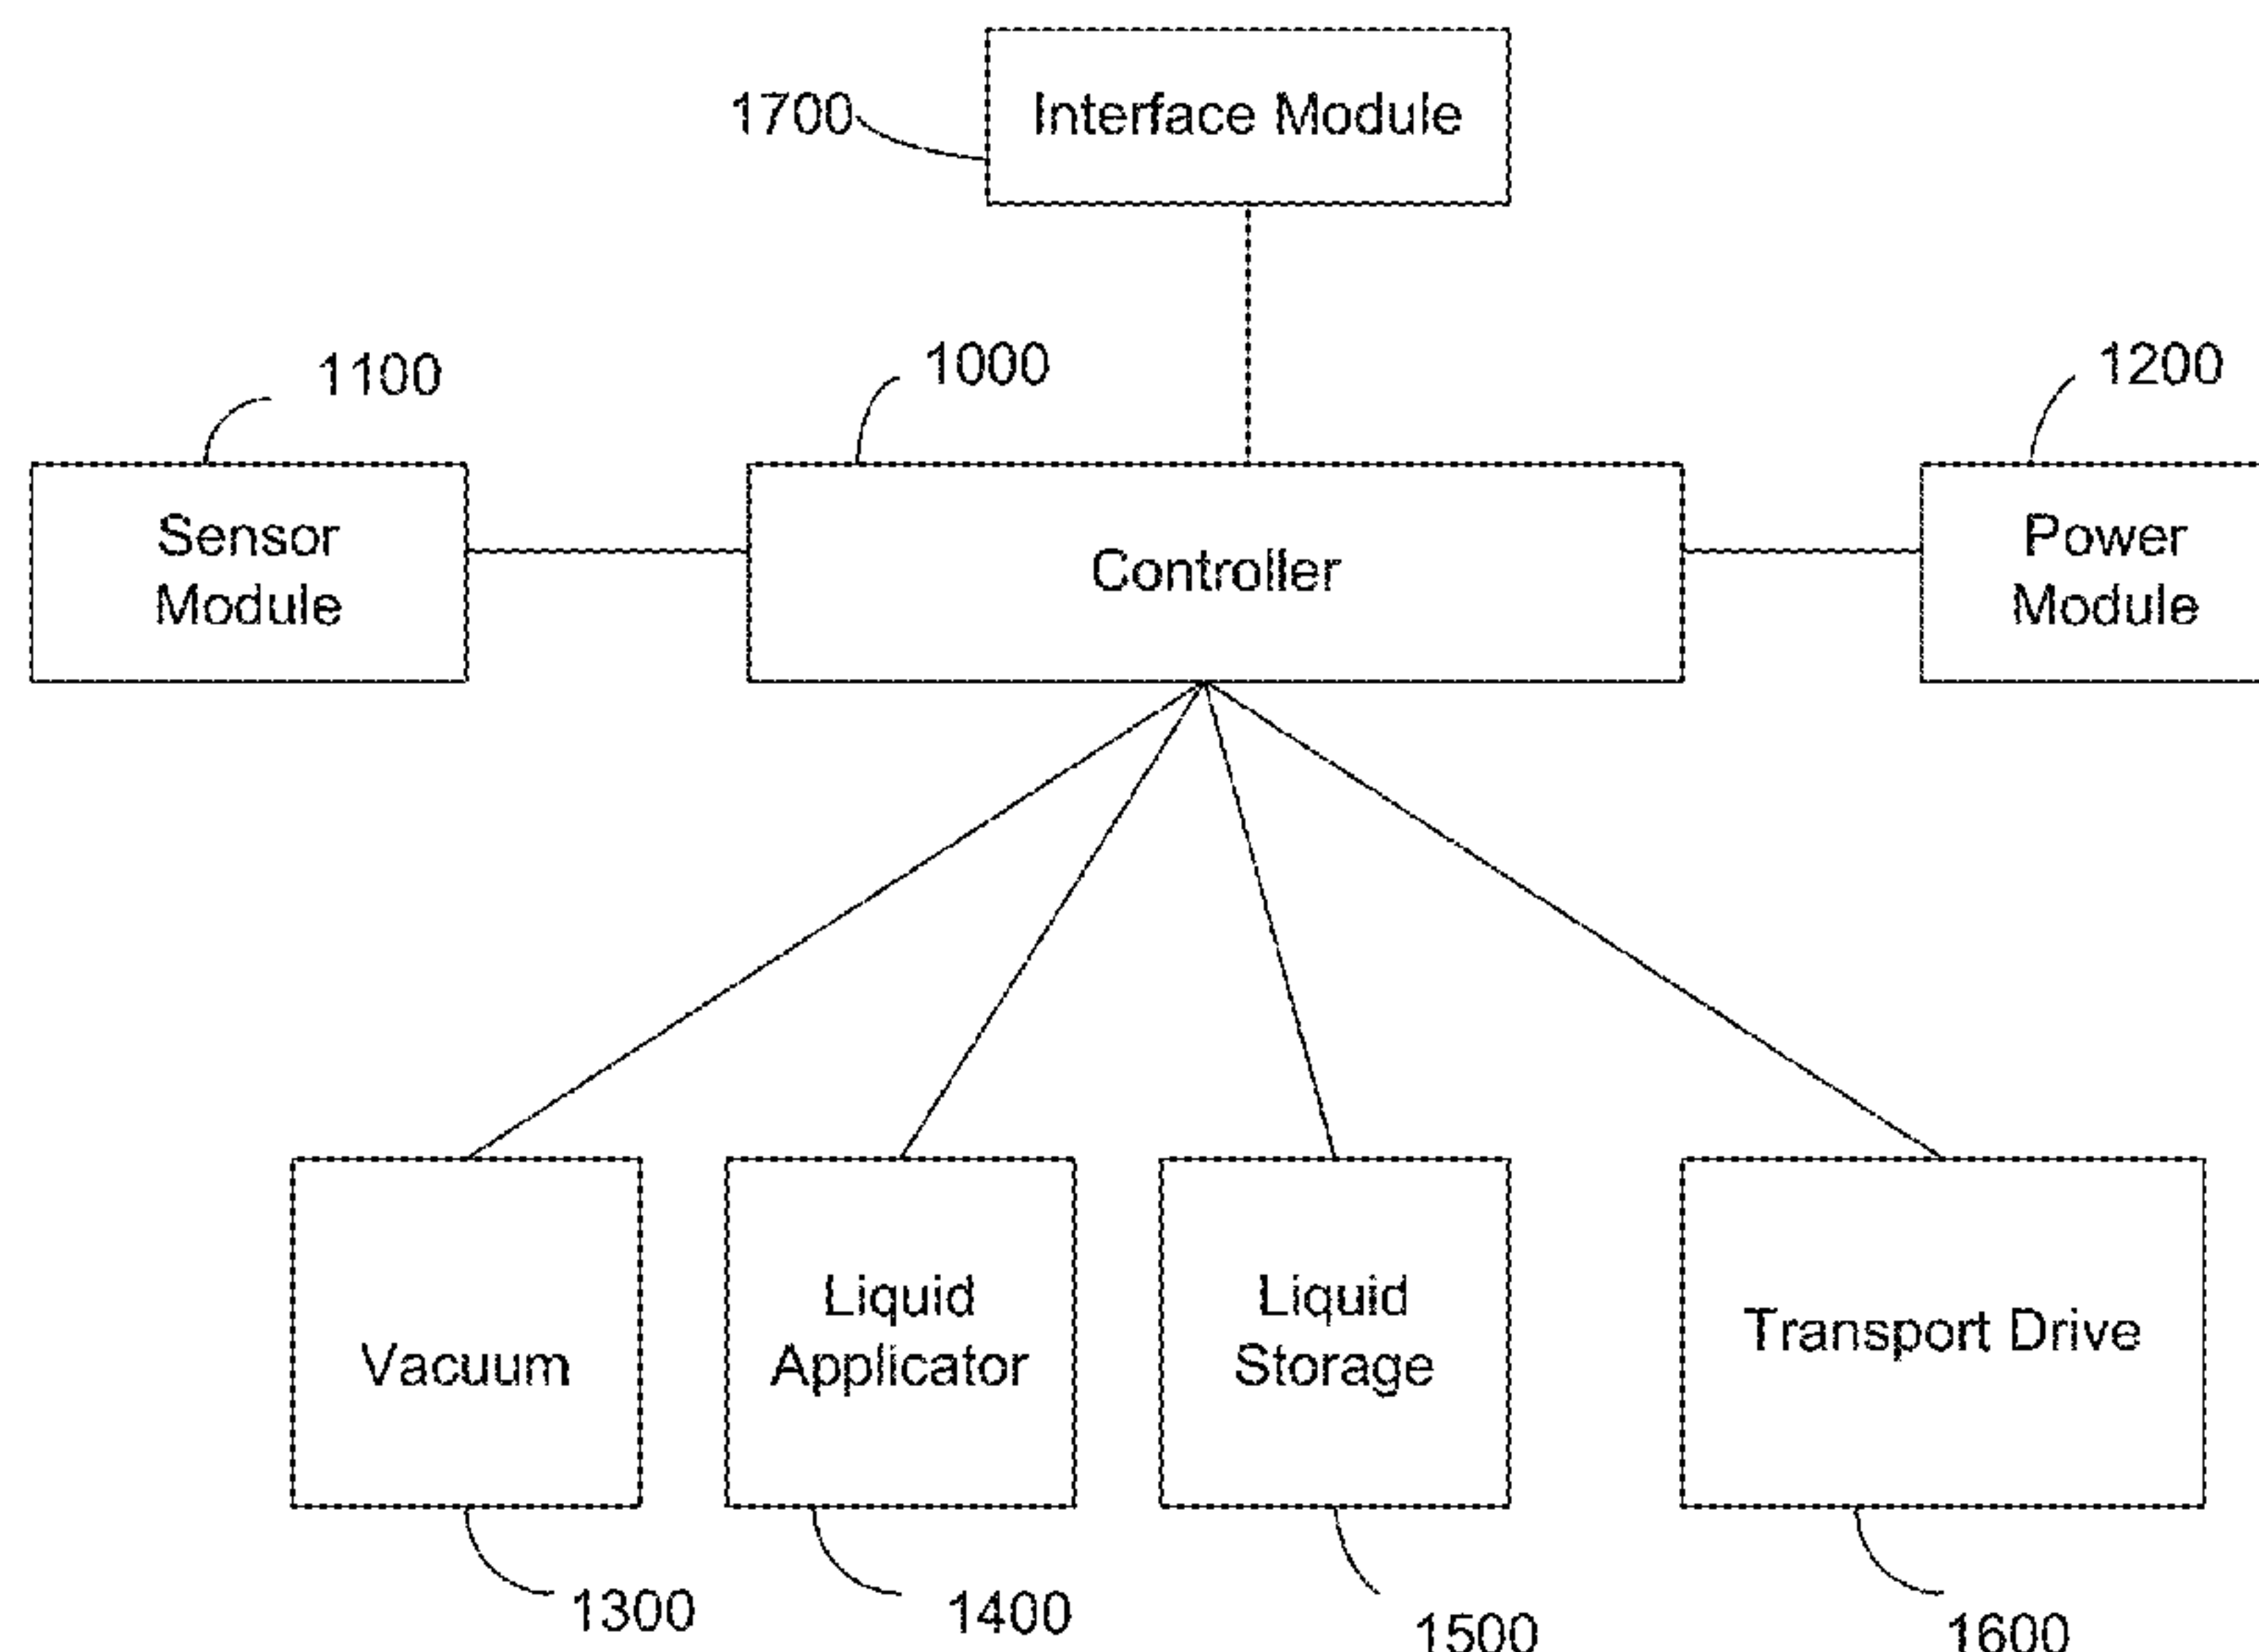 1700
Interface Module
1100
1000
1200
Sensor
Module
Controller
Power
Module
Vacuum
Liquid
Applicator
Liquid
Storage
Transport Drive
1300
1400
1500
1600